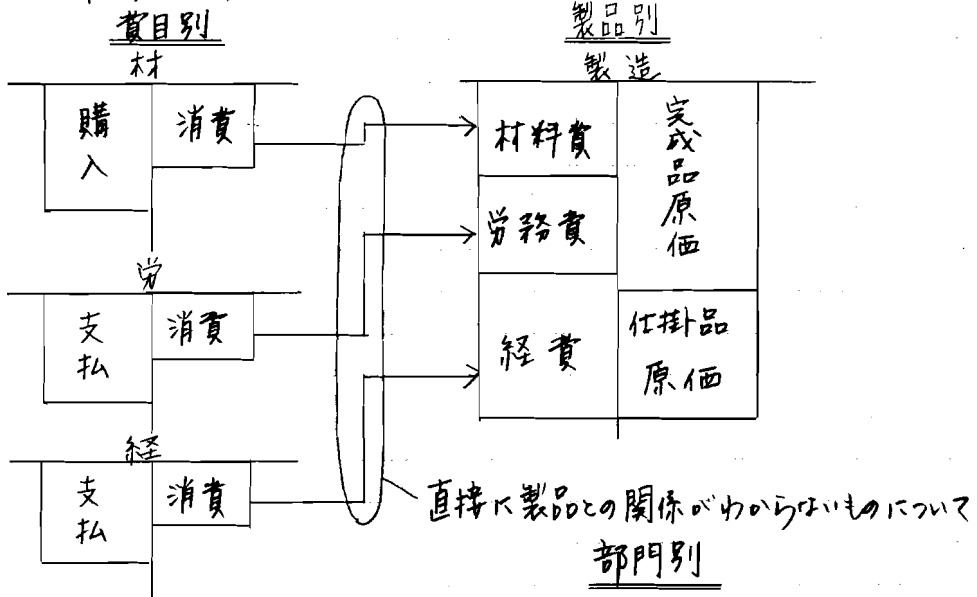 費目別
材
購入
消費
労
支払
消費
経
支払
消費
製品別
製造
材料費
労務費
経費
完成品原価
仕掛品
原価
直接に製品との関係がわからないものについて
部門別